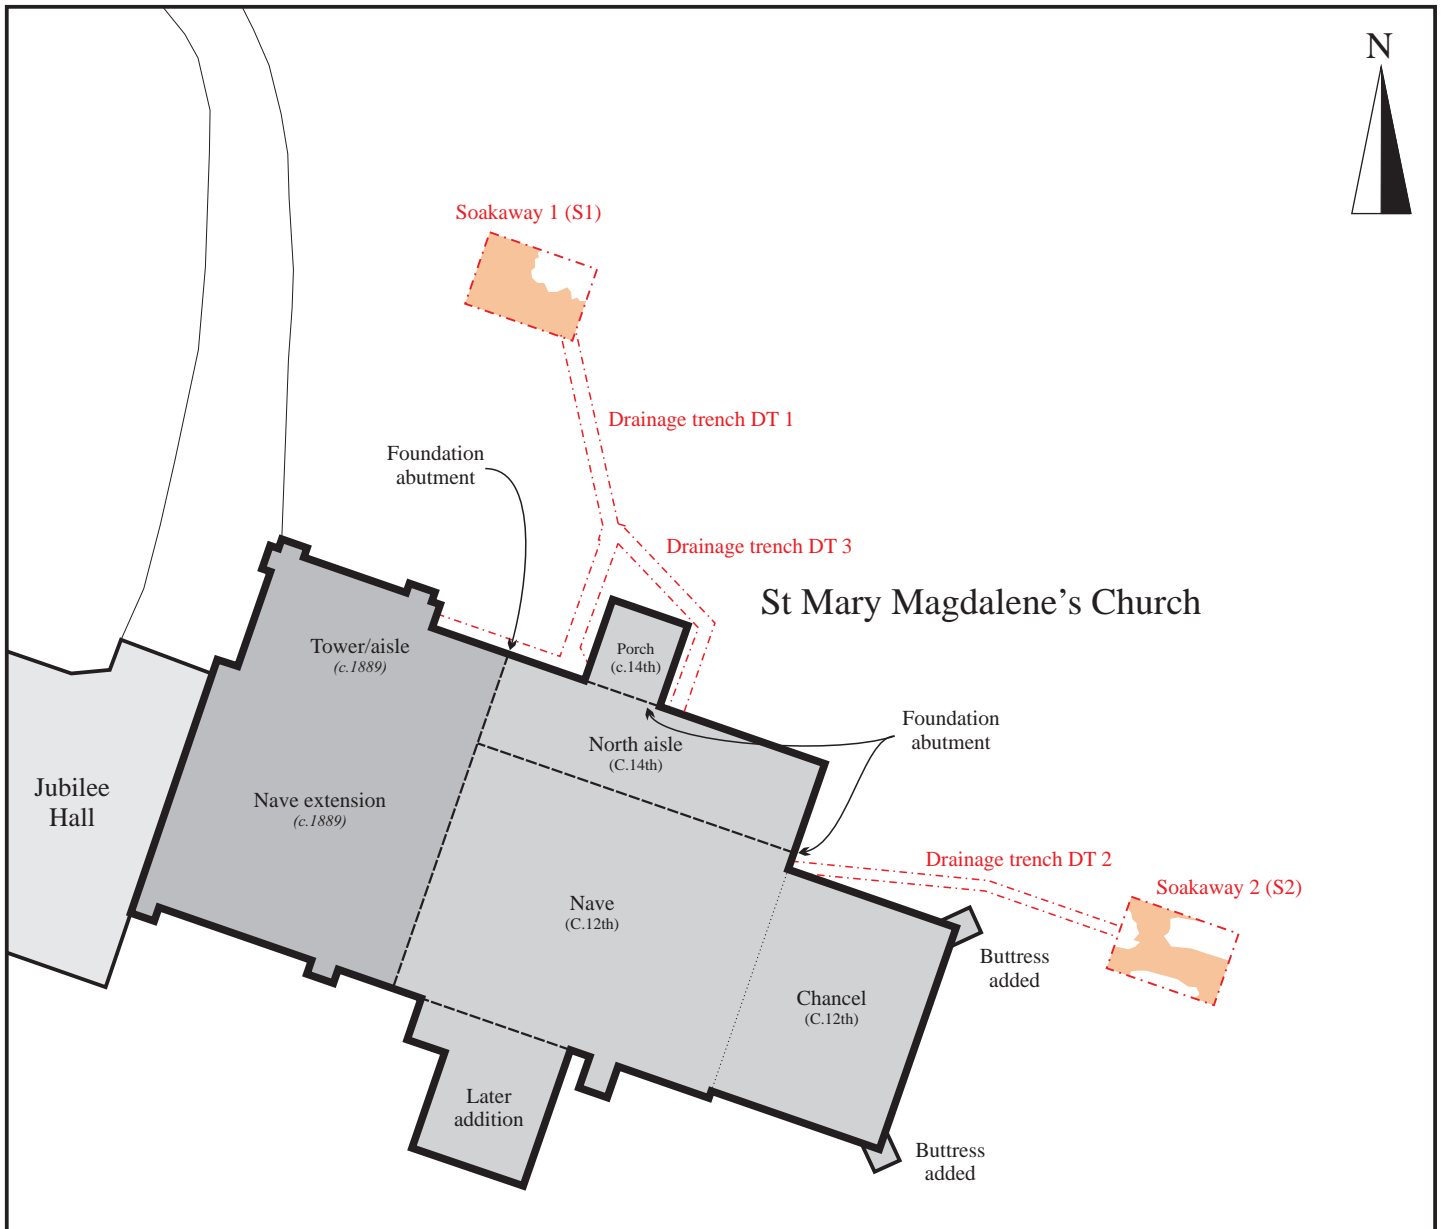 N
Soakaway 1 (S1)
Drainage trench DT 1
Foundation
abutment
Drainage trench DT 3
St Mary Magdalene's Church
Tower/aisle
(c.1889)
Porch
(c.14th)
Foundation
abutment
North aisle
(C.14th)
Jubilee
Hall
Nave extension
(c.1889)
Drainage trench DT 2
Soakaway 2 (S2)
Nave
(C.12th)
Buttress
added
Chancel
(C.12th)
Later
addition
Buttress
added